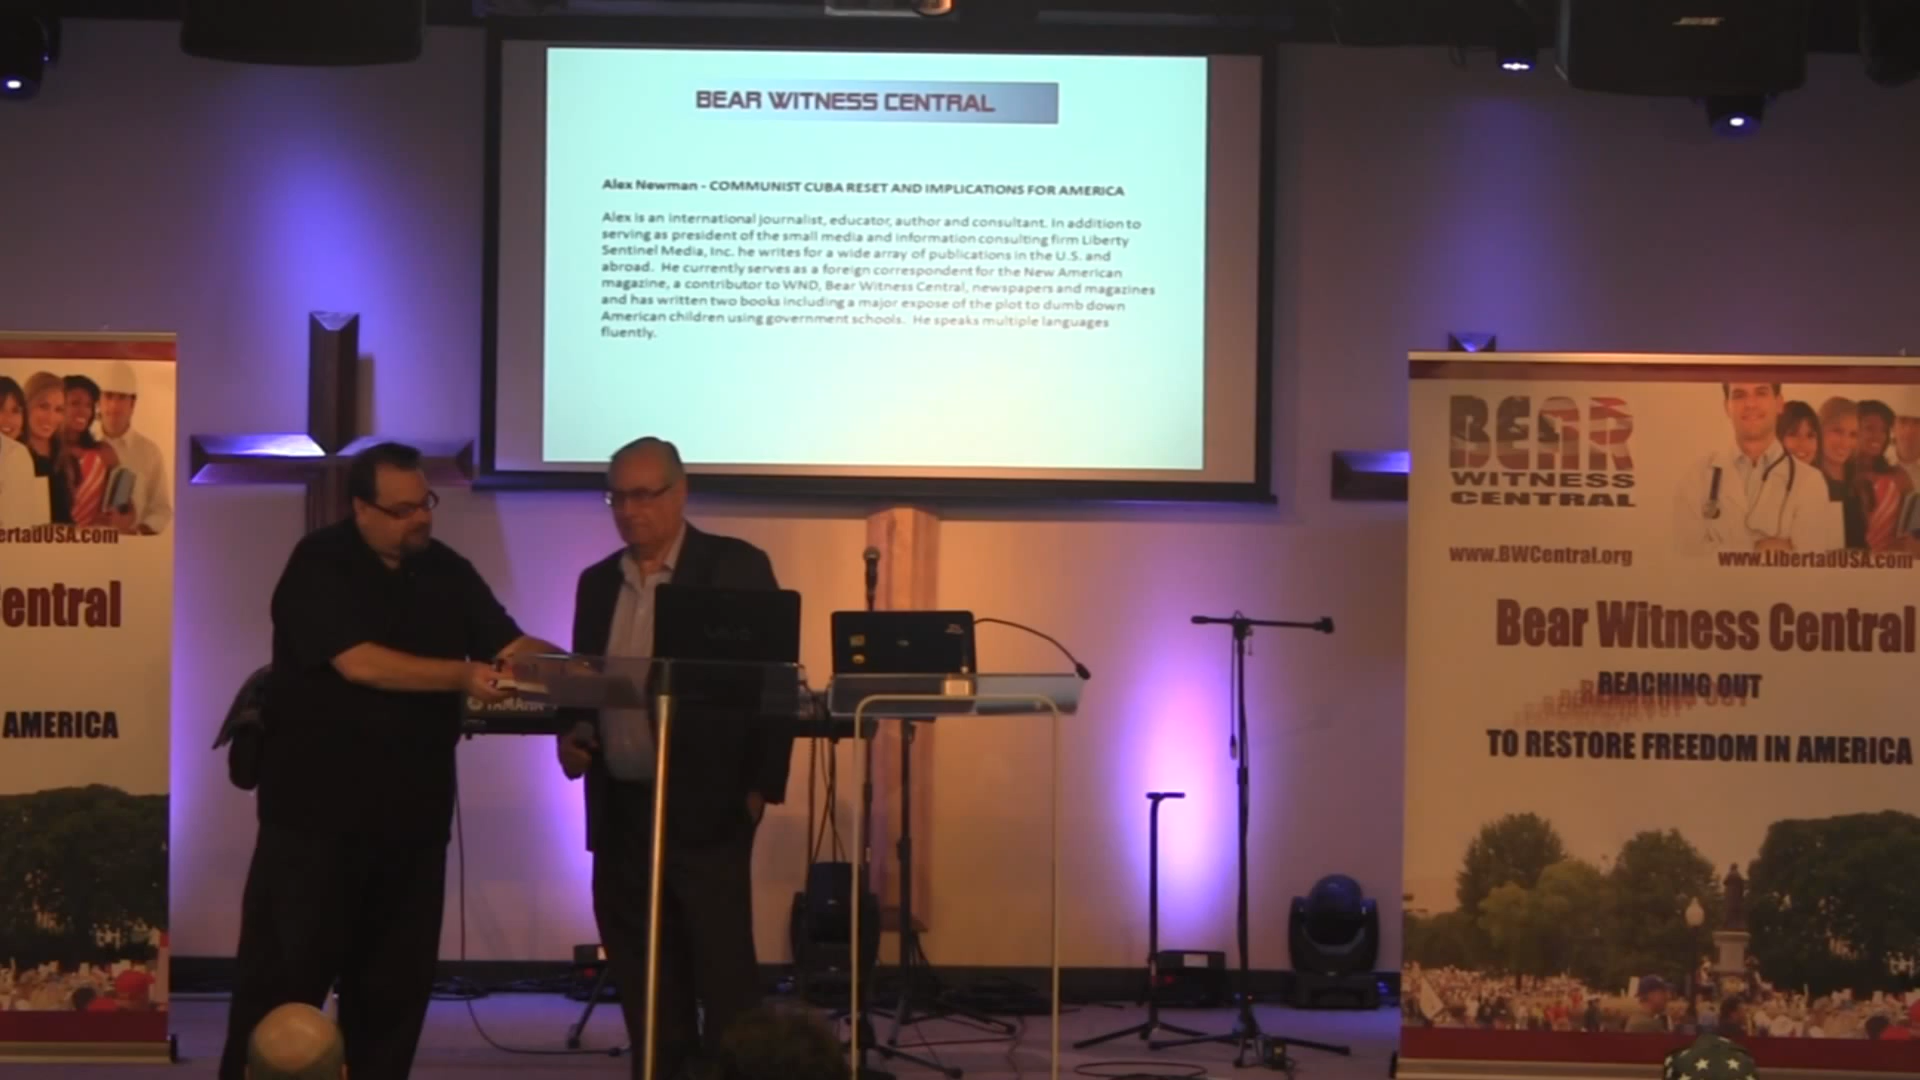 BOSE
BEAR WITNESS CENTRAL
Alex Newman - COMMUNIST CUBA RESET AND IMPLICATIONS FOR AMERICA
Alex is an international journalist, educator, author and consultant. In addition to
serving as president of the small media and information consulting firm Liberty
Sentinel Media, Inc. he writes for a wide array of publications in the U.S. and
abroad. He currently serves as a foreign correspondent for the New American
magazine, a contributor to WND, Bear Witness Central, newspapers and magazines
and has written two books including a major expose of the plot to dumb down
American children using government schools. He speaks multiple languages
fluently.
ertadUSA.com
entral
AMERICA
VAIO
YAMAHA
BEAR
WITNESS
CENTRAL
www.BWCentral.org
www.LibertadUSA.com
Bear Witness Central
REACHING OUT
TO RESTORE FREEDOM IN AMERICA